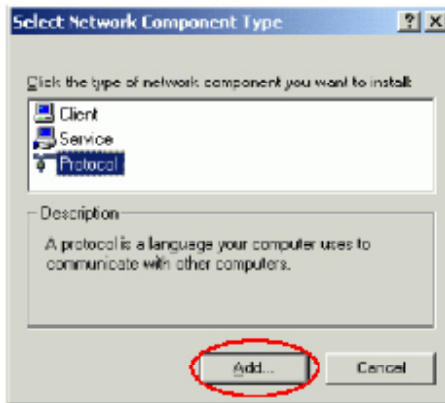 Select Network Component Type
Click the type of network component you want to install:
Client
Service
Protocol
Description
A protocol is a language your computer uses to
communicate with other computers.
Add...
Cancel